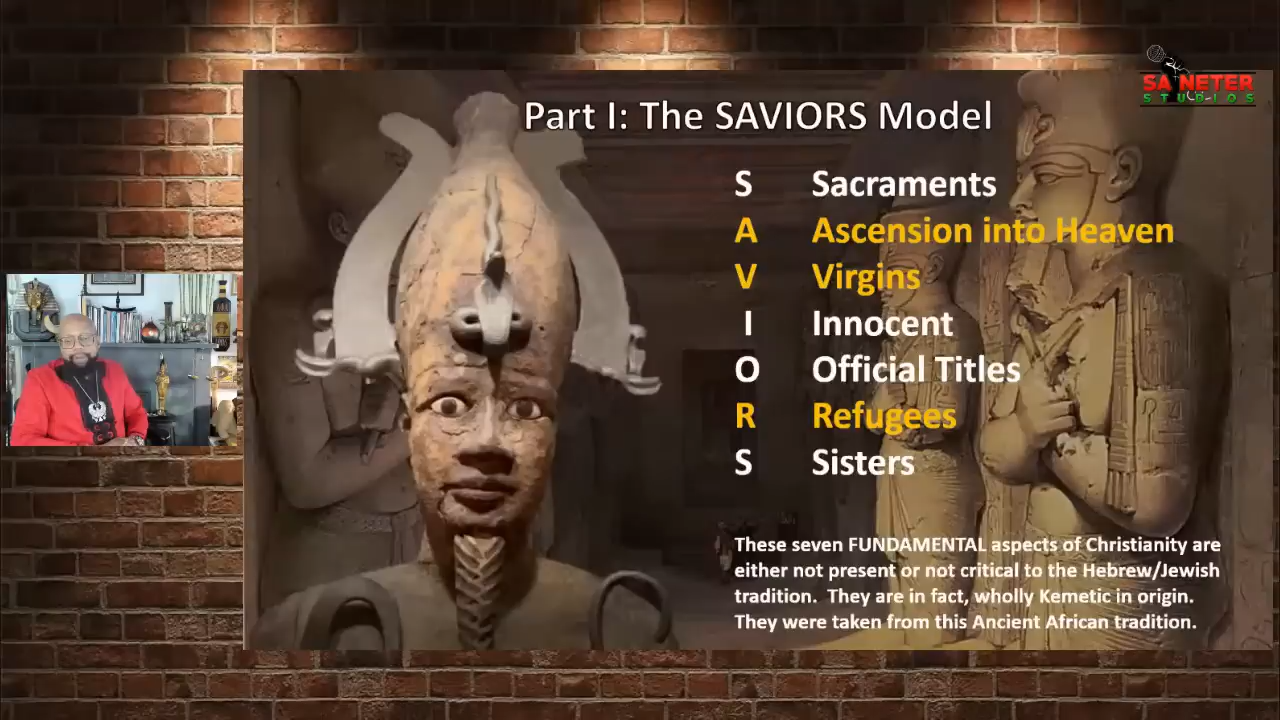 SA NETER
STUDIOS
Part I: The SAVIORS Model
S Sacraments
A Ascension into Heaven
V Virgins
I Innocent
O Official Titles
R Refugees
S Sisters
These seven FUNDAMENTAL aspects of Christianity are
either not present or not critical to the Hebrew/Jewish
tradition. They are in fact, wholly Kemetic in origin.
They were taken from this Ancient African tradition.